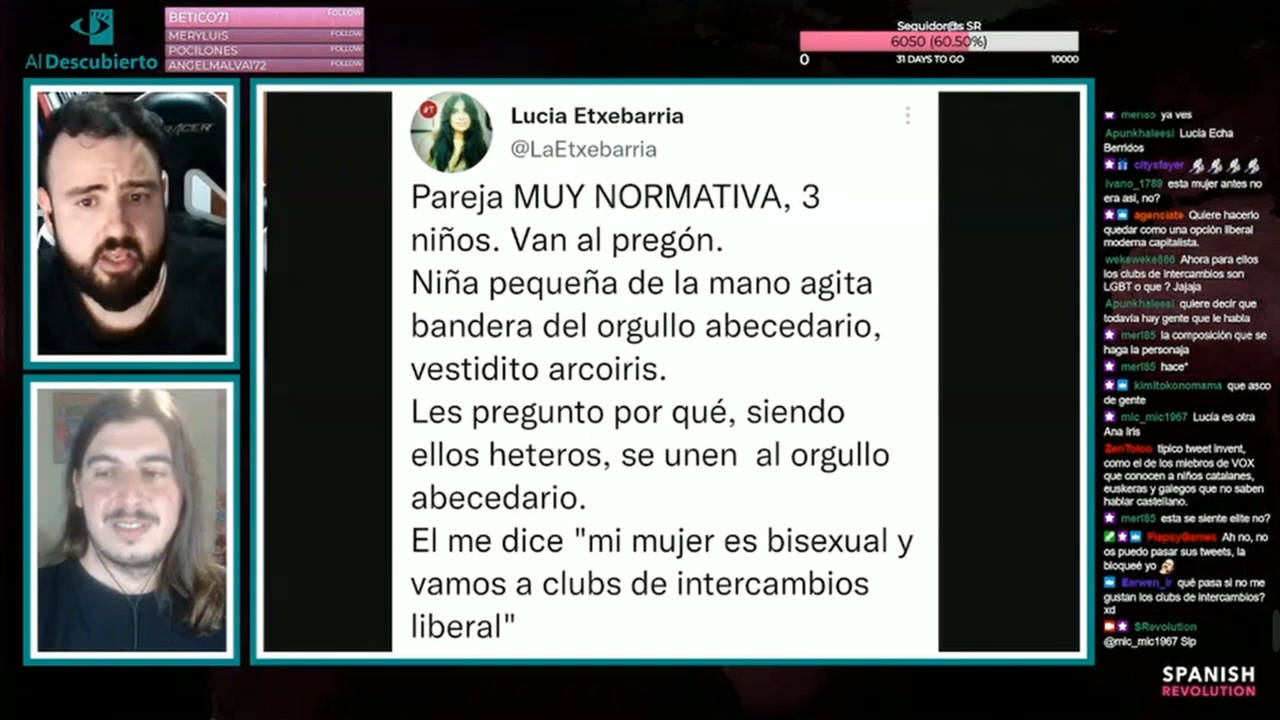 Al Descubierto
BETICO71 FOLLOW
MERYLUIS FOLLOW
POCILONES FOLLOW
ANGELMALVA172 FOLLOW
Seguidor@s SR
6050 (60.50%)
0 31 DAYS TO GO 10000
Lucia Etxebarria
@LaEtxebarria
Pareja MUY NORMATIVA, 3
niños. Van al pregón.
Niña pequeña de la mano agita
bandera del orgullo abecedario,
vestidito arcoiris.
Les pregunto por qué, siendo
ellos heteros, se unen al orgullo
abecedario.
El me dice "mi mujer es bisexual y
vamos a clubs de intercambios
liberal"
merl85 ya ves
Apunkhaleesi Lucía Echa
Berridos
citysfayer
ivano_1789 esta mujer antes no
era asi, no?
agenciate Quiere hacerlo
quedar como una opción liberal
moderna capitalista.
wekeweke666 Ahora para ellos
los clubs de intercambios son
LGBT o que ? Jajaja
Apunkhaleesi quiere decir que
todavía hay gente que le habla
merl85 la composición que se
haga la personaja
merl85 hace*
kimitokonomama que asco
de gente
mic_mic1967 Lucía es otra
Ana Iris
ZenToloo típico tweet invent,
como el de los miebros de VOX
que conocen a niños catalanes,
euskeras y galegos que no saben
hablar castellano.
merl85 esta se siente elite no?
FlapsyGames Ah no, no
os puedo pasar sus tweets, la
bloqueé yo
Earwen_ir qué pasa si no me
gustan los clubs de intercambios?
xd
SRevolution
@mic_mic1967 Sip
SPANISH
REVOLUTION